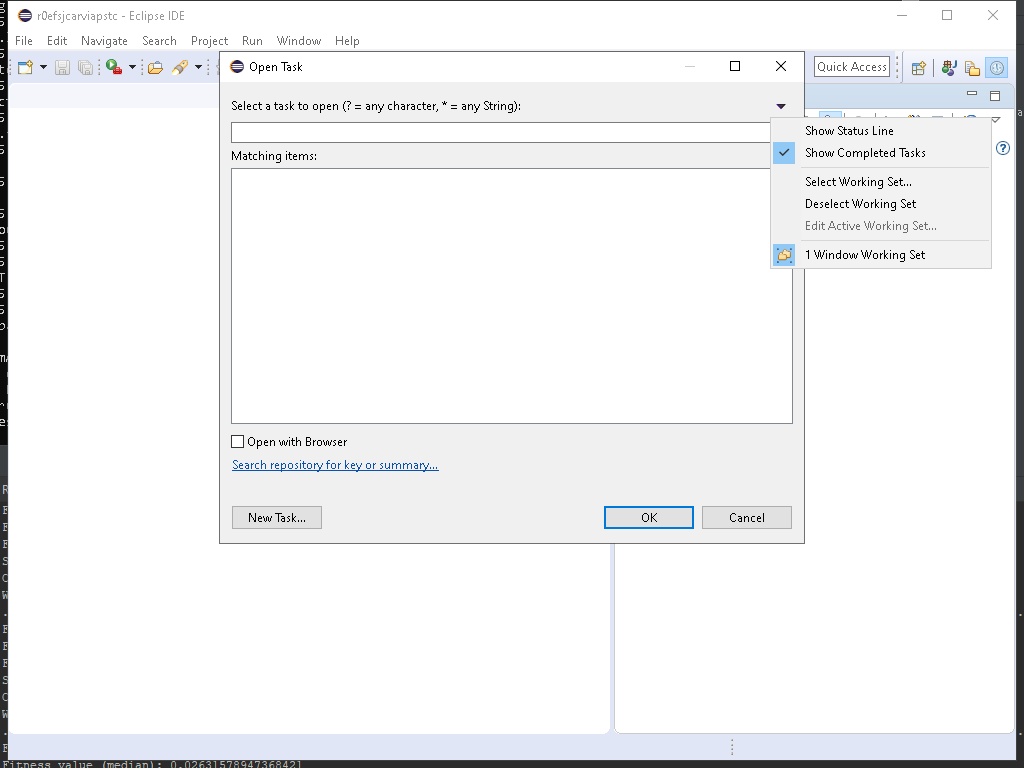 r0efsjcarviapstc - Eclipse IDE
File Edit Navigate Search Project Run Window Help
Open Task
Quick Access
Select a task to open (? = any character, * = any String):
Matching items:
Show Status Line
Show Completed Tasks
Select Working Set...
Deselect Working Set
Edit Active Working Set...
1 Window Working Set
Open with Browser
Search repository for key or summary...
New Task... OK Cancel
Fitness value (median): 0.02631578947368421